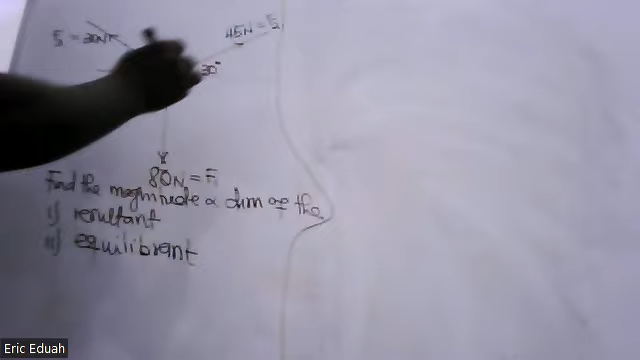 45N = F₂
F₃ = 30N
30°
80N = F₁
Find the magnitude & dirn of the
i) resultant
ii) equilibrant
Eric Eduah